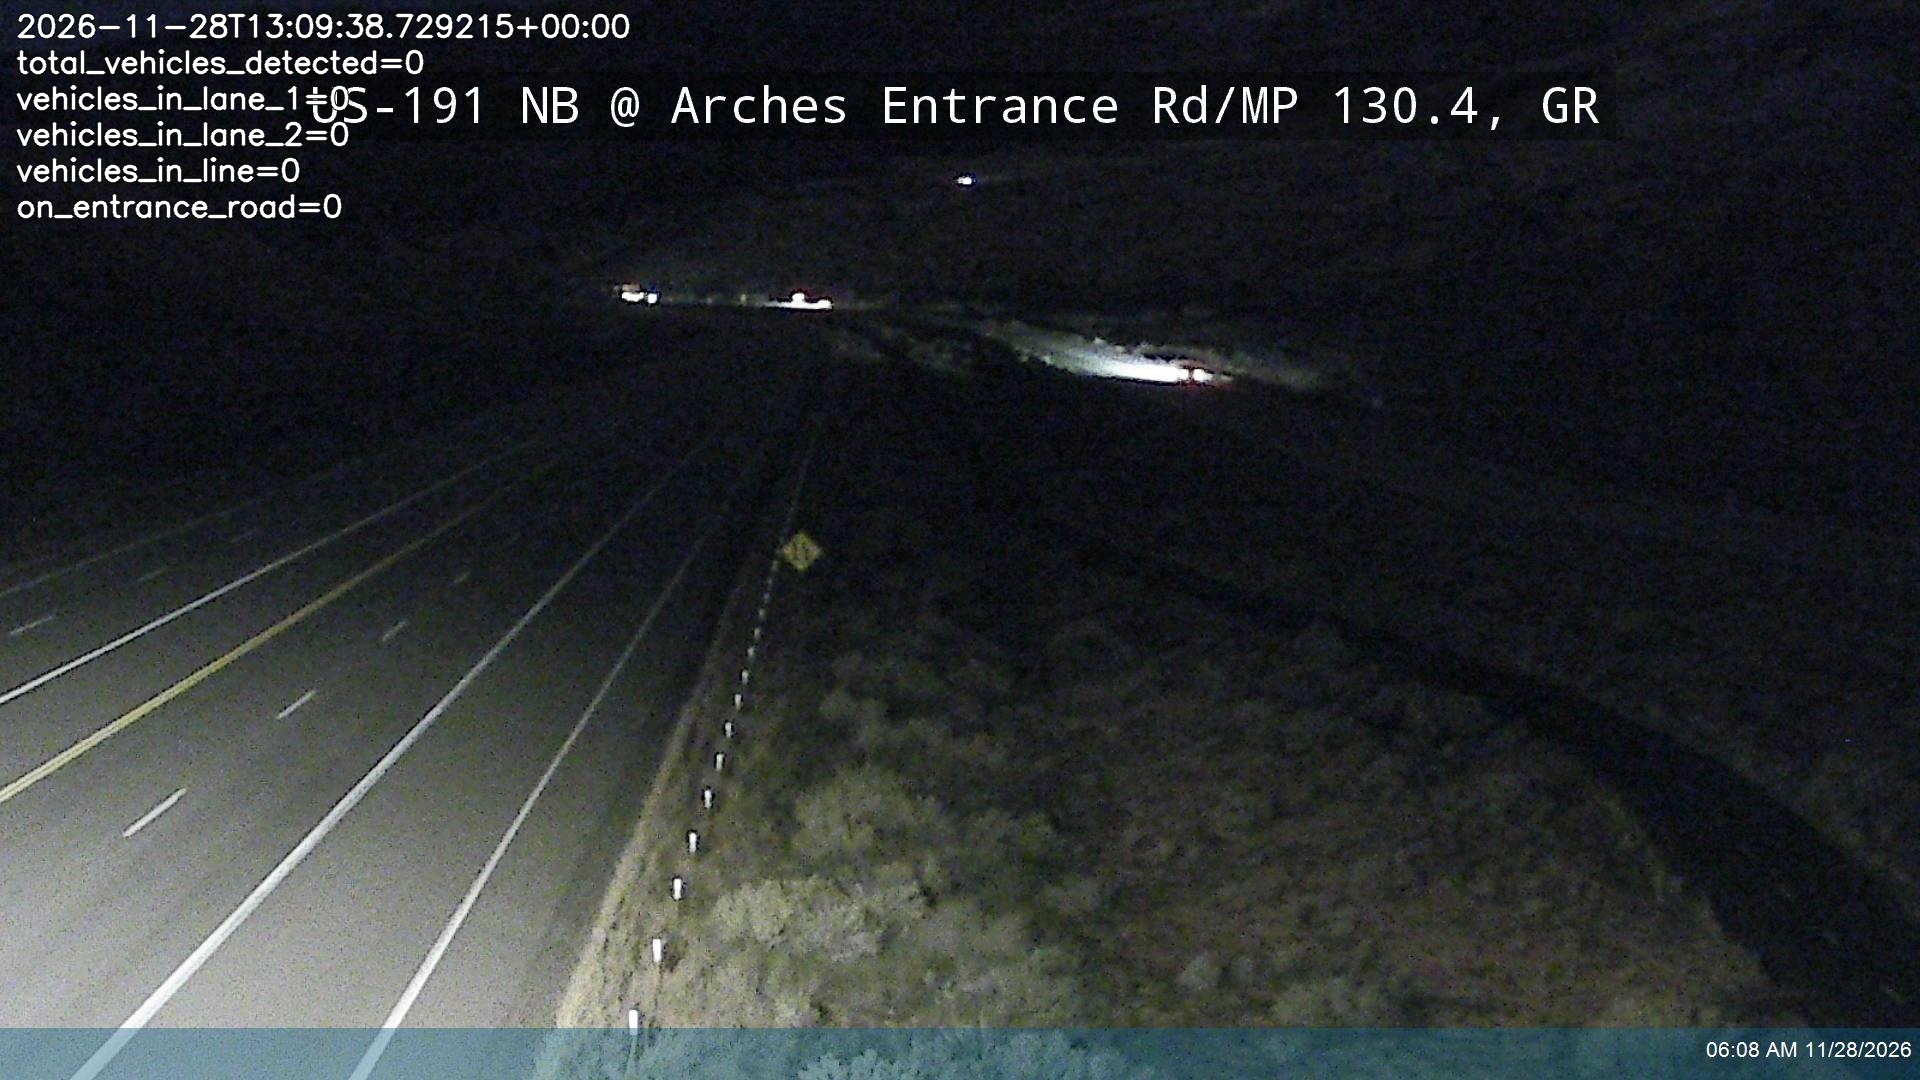 2026-11-28T13:09:38.729215+00:00
total_vehicles_detected=0
vehicles_in_lane_1=0
US-191 NB @ Arches Entrance Rd/MP 130.4, GR
vehicles_in_lane_2=0
vehicles_in_line=0
on_entrance_road=0
06:08 AM 11/28/2026